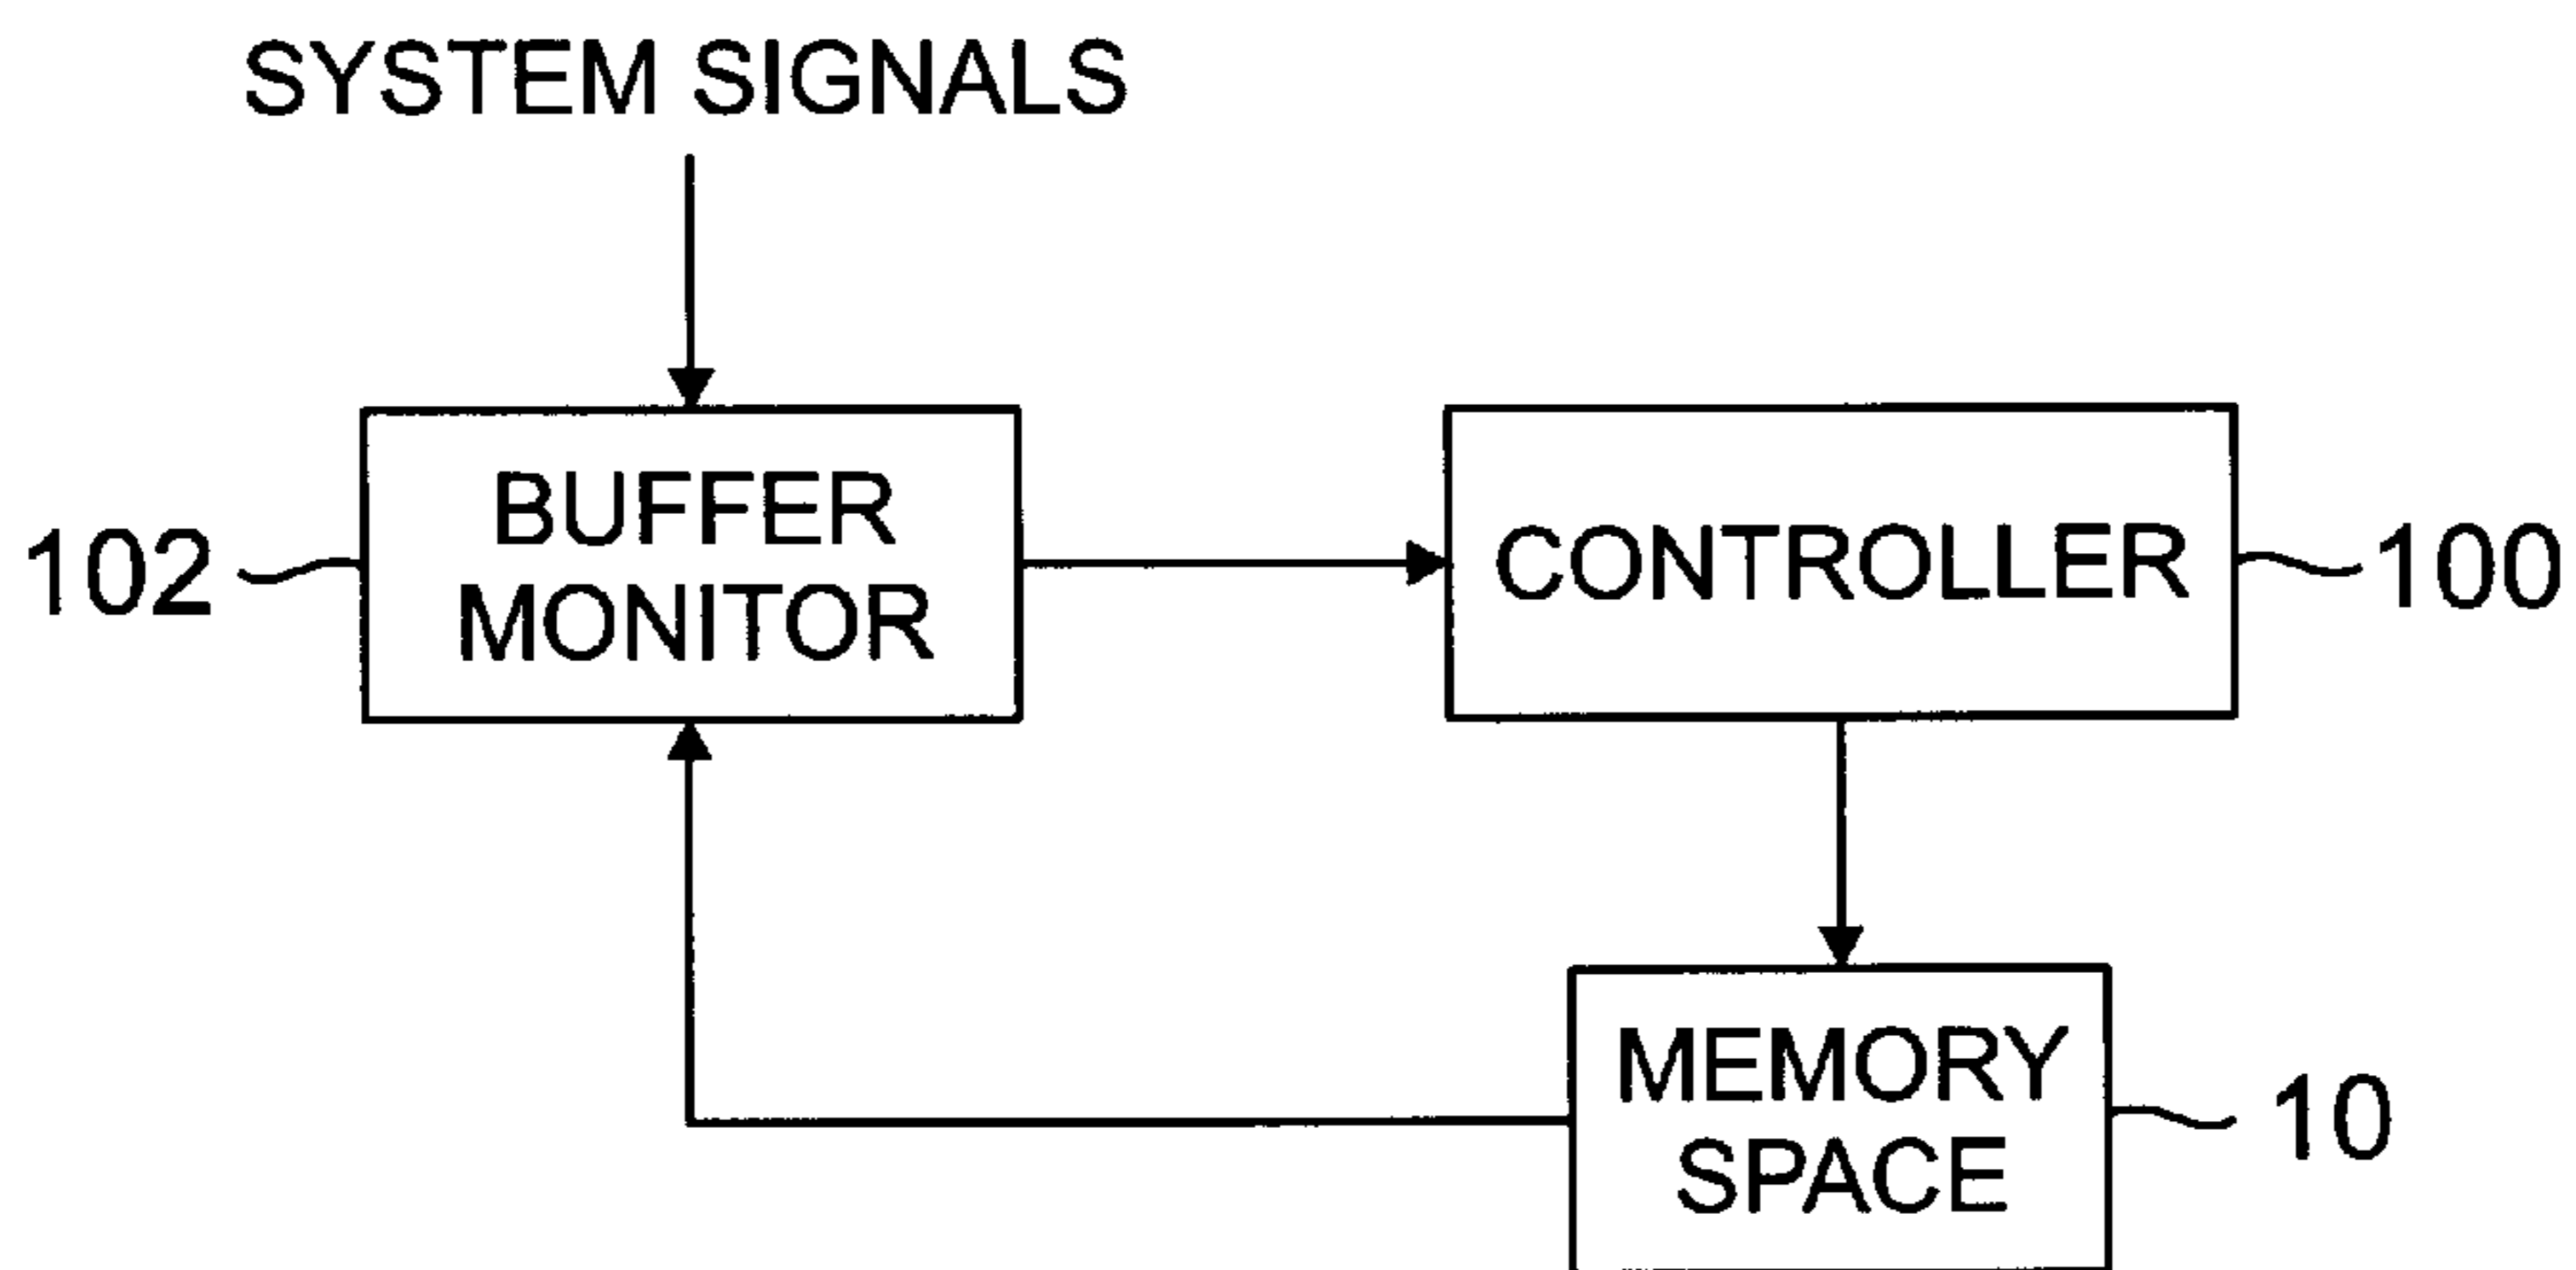 SYSTEM SIGNALS
BUFFER
MONITOR
102
CONTROLLER
100
MEMORY
SPACE
10